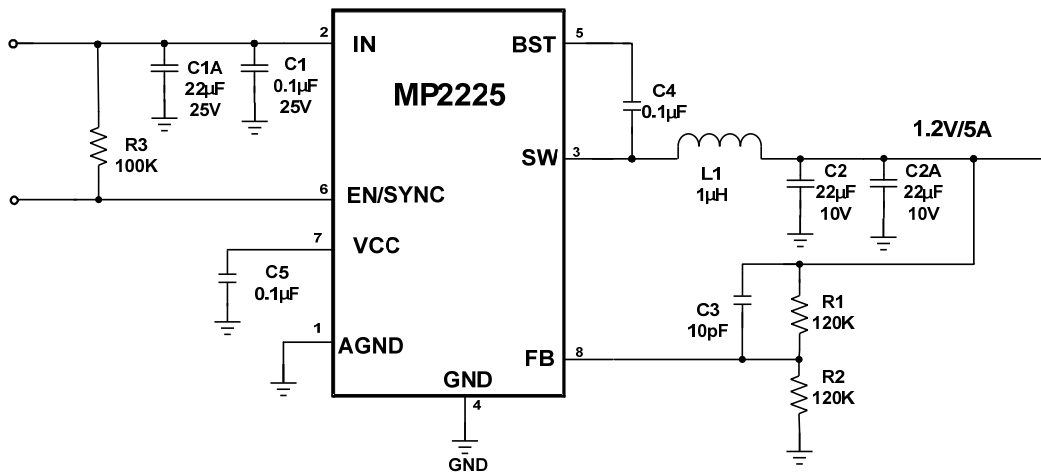 2
IN
C1A
22µF
25V
C1
0.1µF
25V
R3
100K
6
EN/SYNC
7
VCC
C5
0.1µF
1
AGND
MP2225
GND
4
GND
BST
5
C4
0.1µF
SW
3
L1
1µH
1.2V/5A
C2
22µF
10V
C2A
22µF
10V
C3
10pF
R1
120K
FB
8
R2
120K